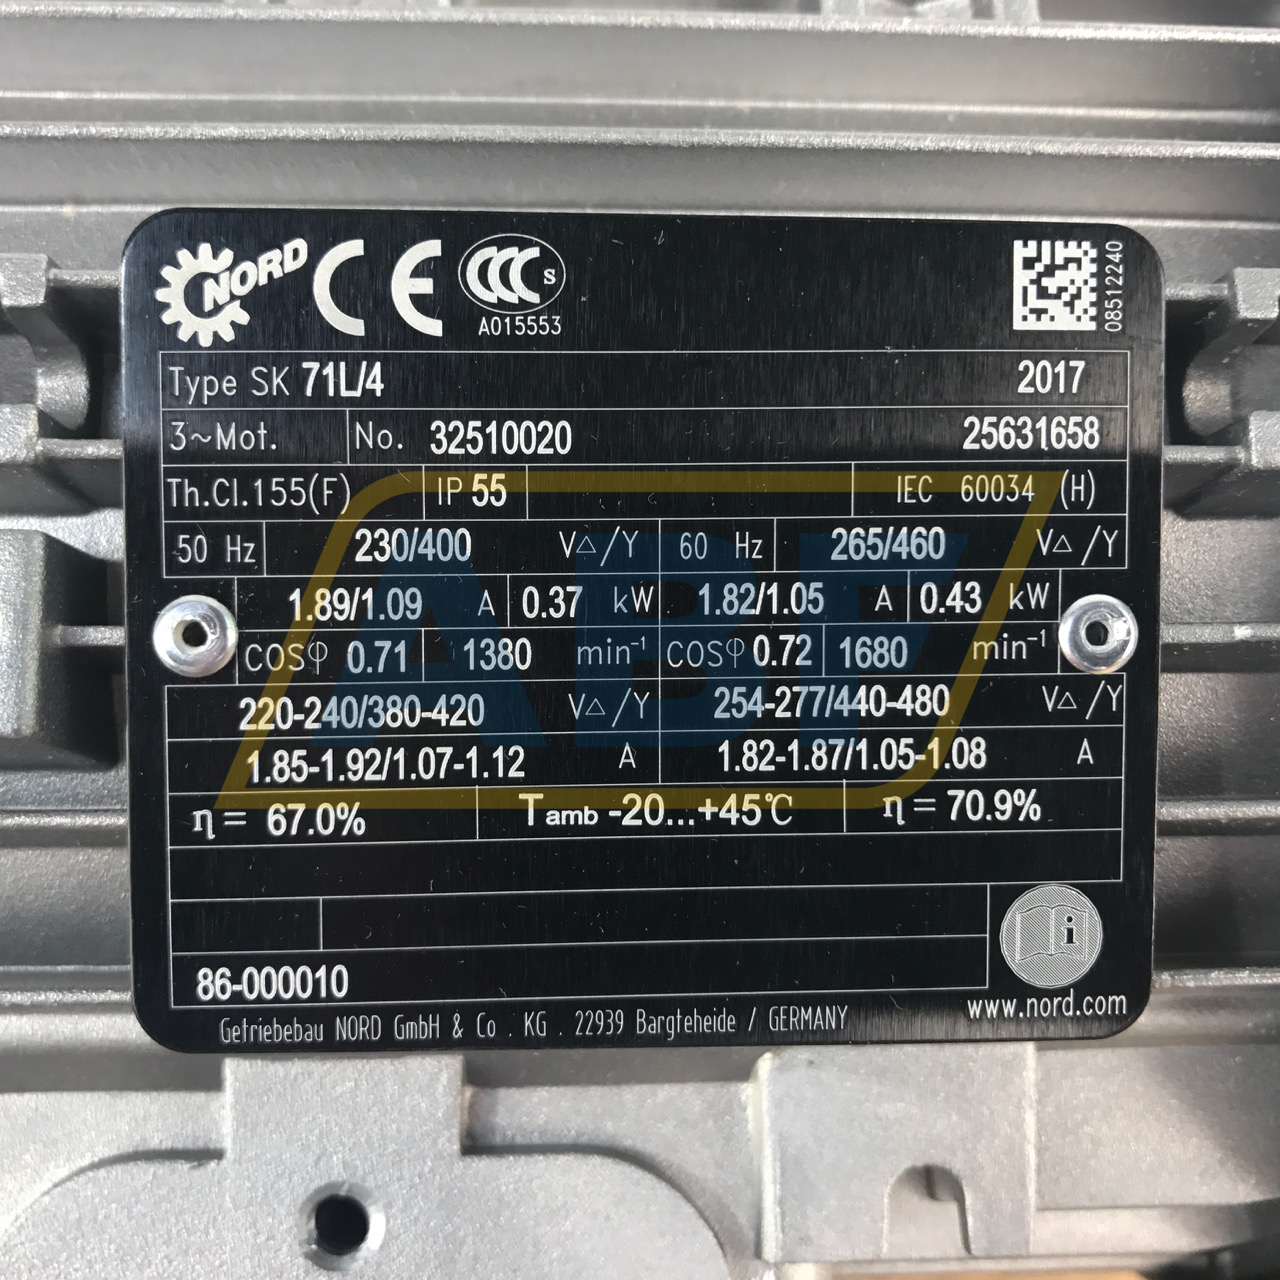 NORD CE CCC S
A015553
08512240
Type SK 71L/4 2017
3~Mot. No. 32510020 25631658
Th.Cl.155(F) IP 55 IEC 60034 (H)
50 Hz 230/400 V△/Y 60 Hz 265/460 V△/Y
1.89/1.09 A 0.37 kW 1.82/1.05 A 0.43 kW
cosφ 0.71 1380 min⁻¹ cosφ 0.72 1680 min⁻¹
220-240/380-420 V△/Y 254-277/440-480 V△/Y
1.85-1.92/1.07-1.12 A 1.82-1.87/1.05-1.08 A
η= 67.0% Tamb -20...+45℃ η= 70.9%
i
86-000010
www.nord.com
Getriebebau NORD GmbH & Co . KG . 22939 Bargteheide / GERMANY
ABF